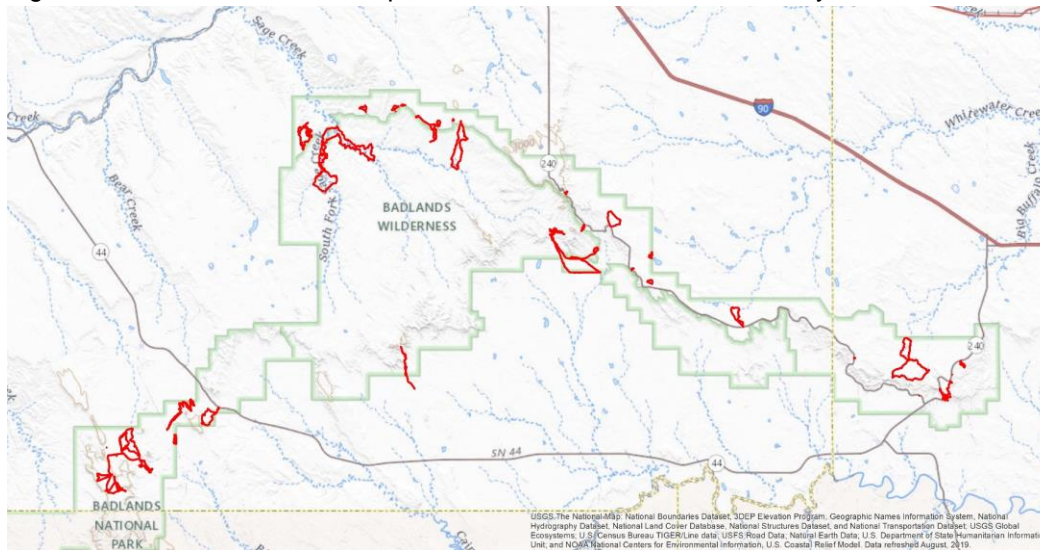 Sage Creek
90
Whitewater Creek
Creek
3000
240
Creek
Bear Creek
South Fork
BADLANDS
WILDERNESS
Big Buffalo Creek
44
240
SN 44
44
BADLANDS
NATIONAL
PARK
USGS The National Map: National Boundaries Dataset, 3DEP Elevation Program, Geographic Names Information System, National
Hydrography Dataset, National Land Cover Database, National Structures Dataset, and National Transportation Dataset; USGS Global
Ecosystems; U.S. Census Bureau TIGER/Line data; USFS Road Data; Natural Earth Data; U.S. Department of State Humanitarian Informati
Unit; and NOAA National Centers for Environmental Information, U.S. Coastal Relief Model. Data refreshed August, 2019.